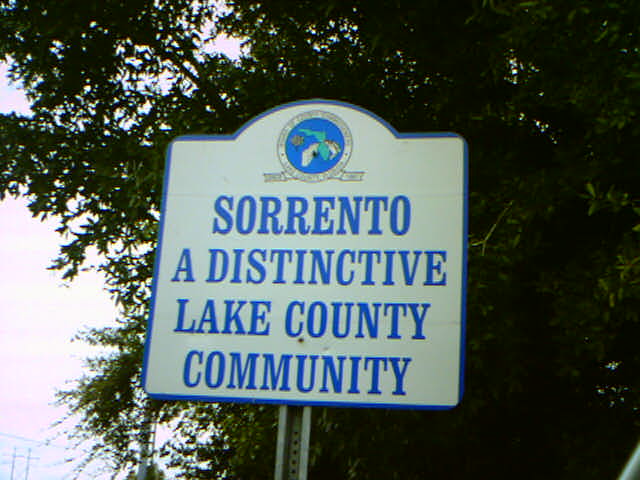 SORRENTO
A DISTINCTIVE
LAKE COUNTY
COMMUNITY